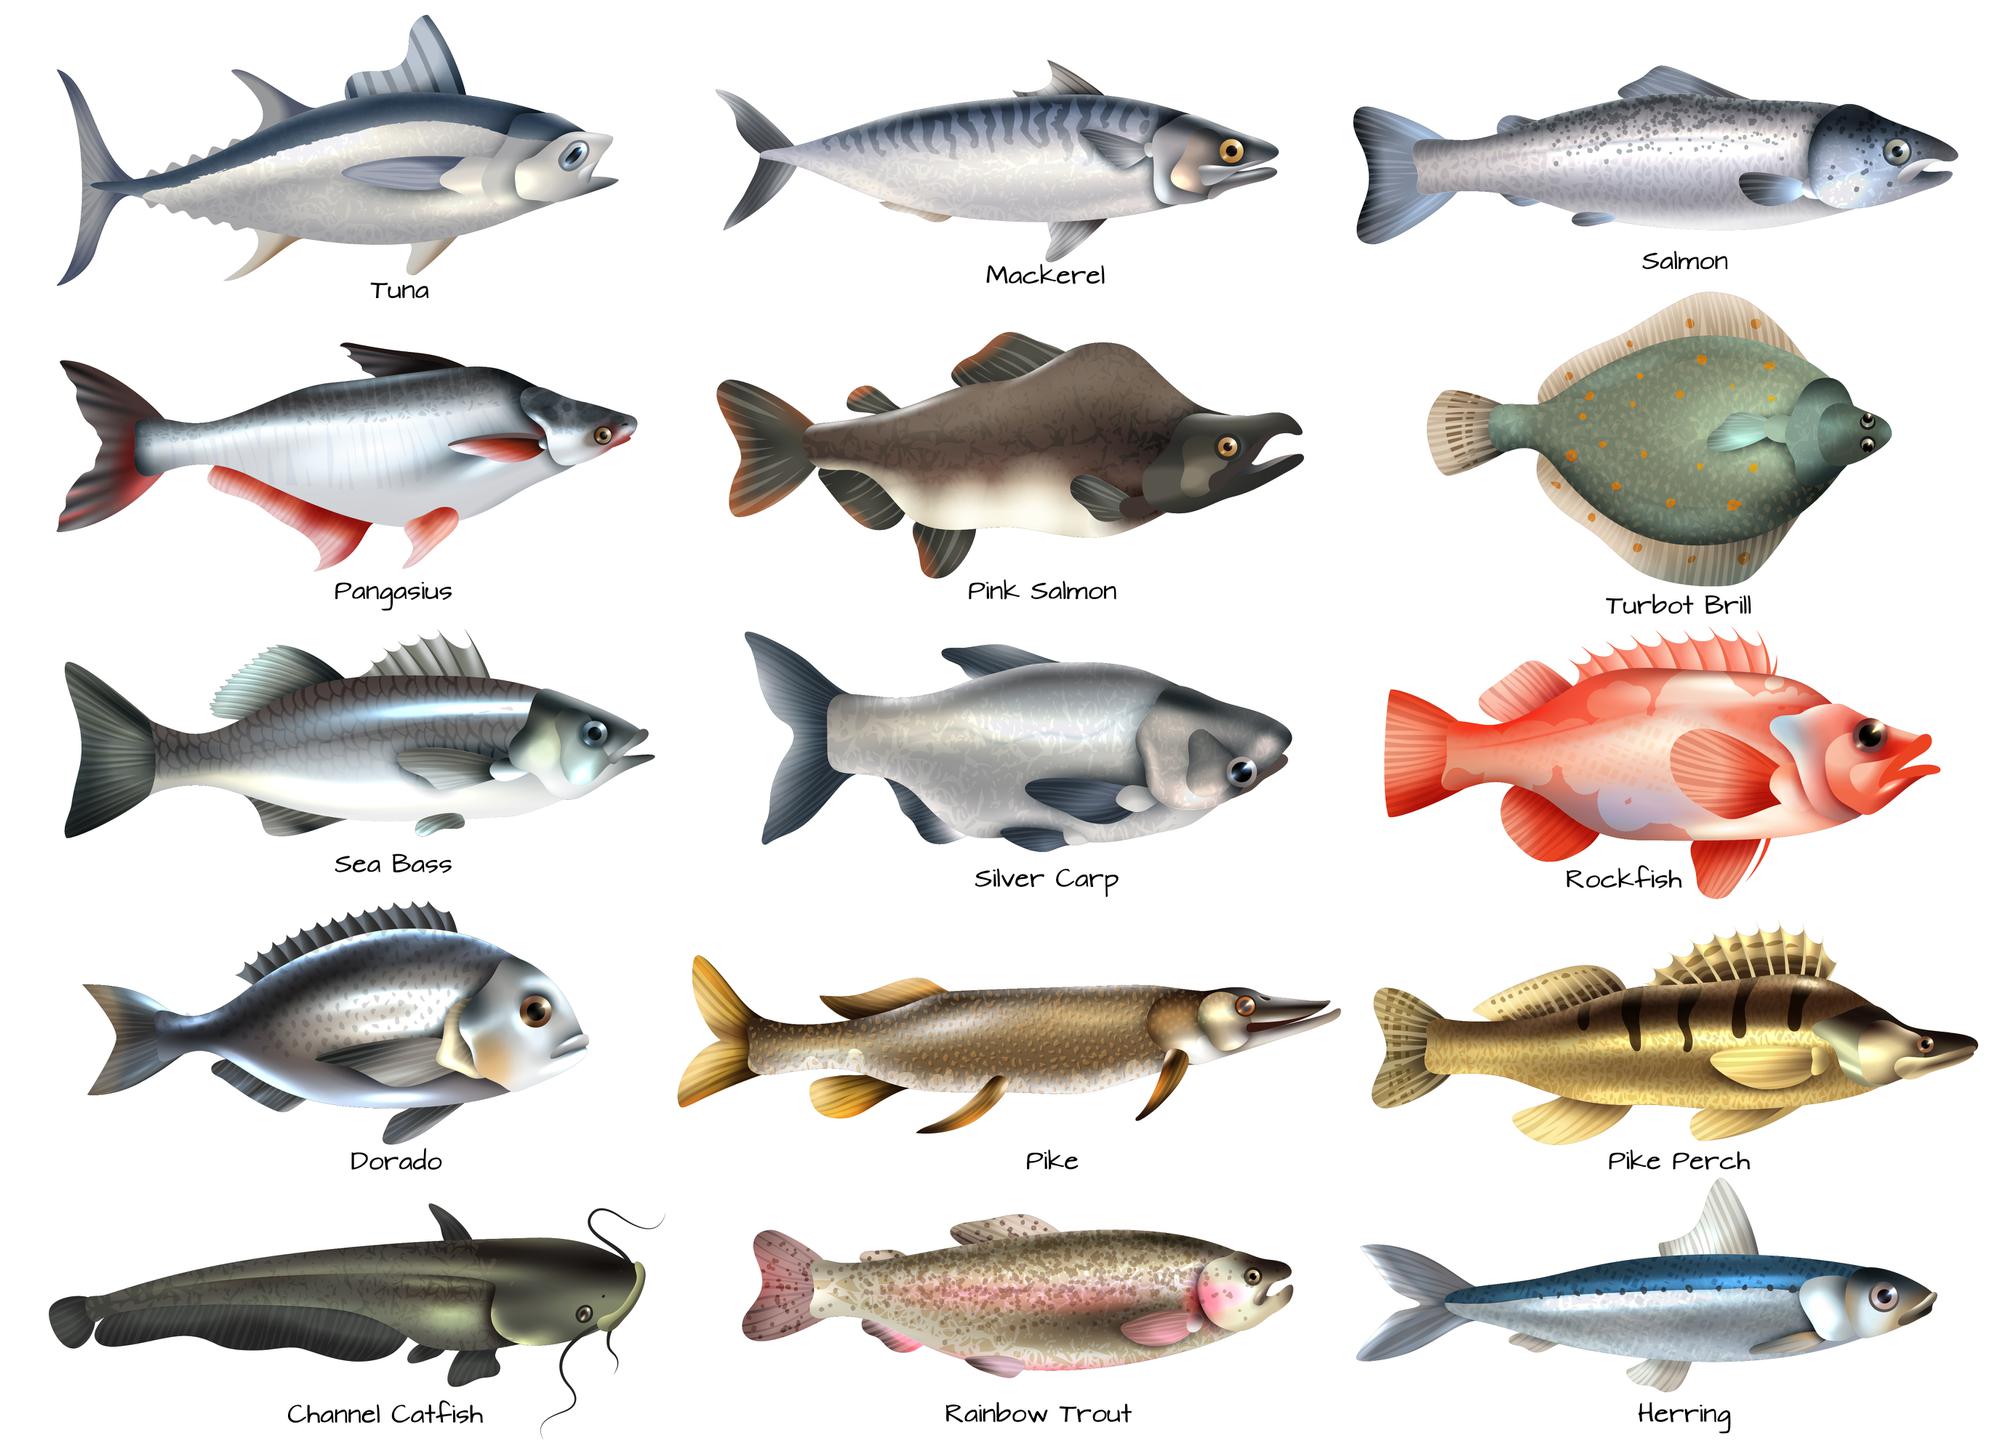 Tuna
Mackerel
Salmon
Pangasius
Pink Salmon
Turbot Brill
Sea Bass
Silver Carp
Rockfish
Dorado
Pike
Pike Perch
Channel Catfish
Rainbow Trout
Herring